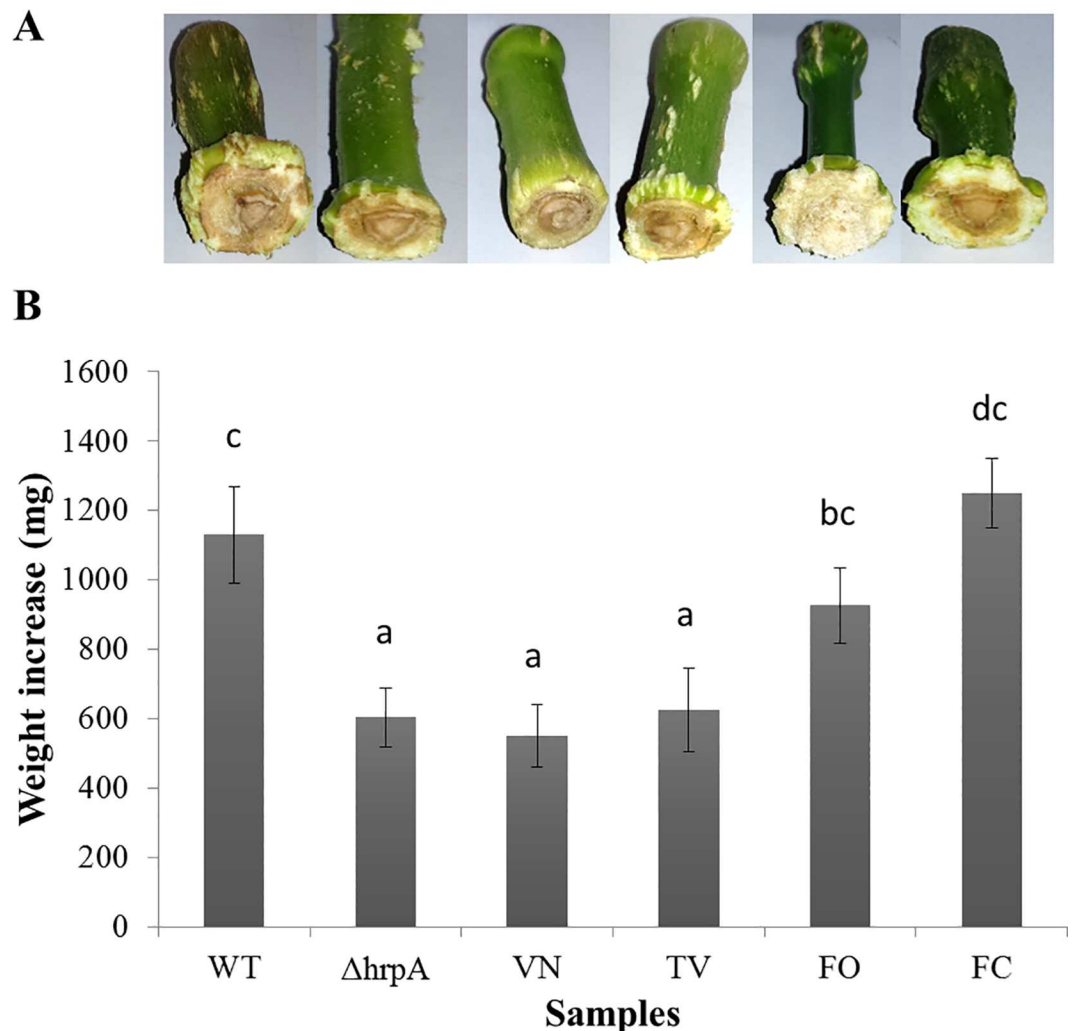 A
B
1600
1400
1200
1000
800
600
400
200
0
Weight increase (mg)
c
a
a
a
bc
dc
WT ΔhrpA VN TV FO FC
Samples